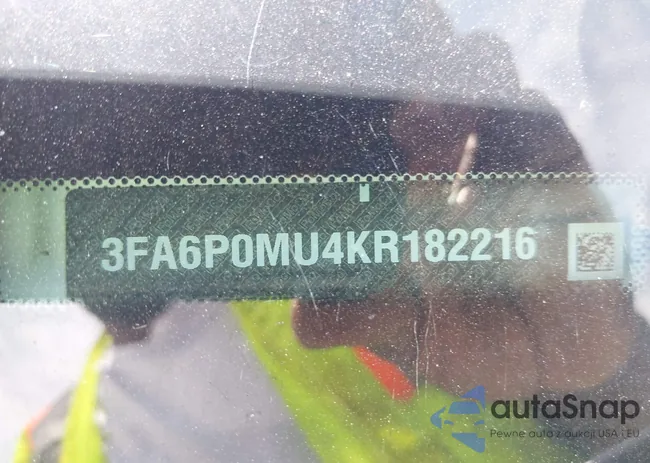 3FA6P0MU4KR182216
autaSnap
Pewne auta z aukcji USA i EU